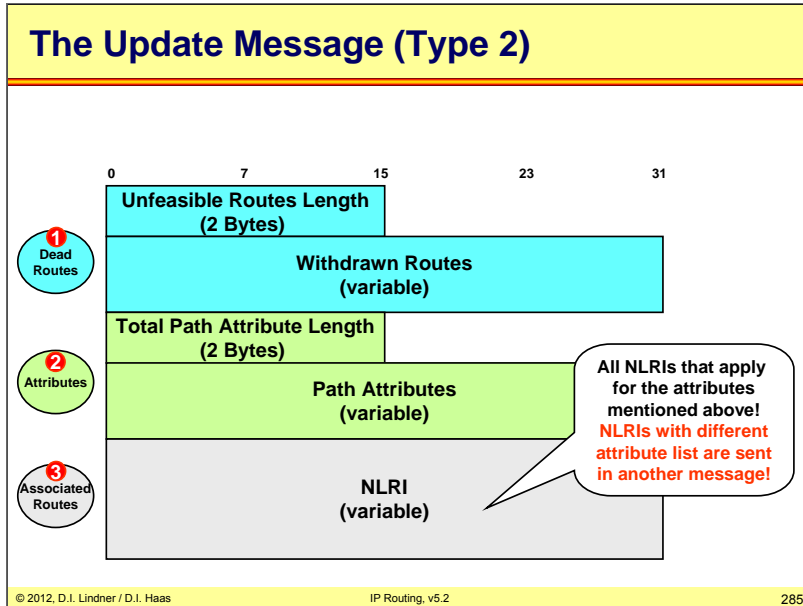 The Update Message (Type 2)
0 7 15 23 31
Unfeasible Routes Length
(2 Bytes)
1
Dead
Routes
Withdrawn Routes
(variable)
Total Path Attribute Length
(2 Bytes)
2
Attributes
Path Attributes
(variable)
All NLRIs that apply
for the attributes
mentioned above!
NLRIs with different
attribute list are sent
in another message!
3
Associated
Routes
NLRI
(variable)
© 2012, D.I. Lindner / D.I. Haas
IP Routing, v5.2
285